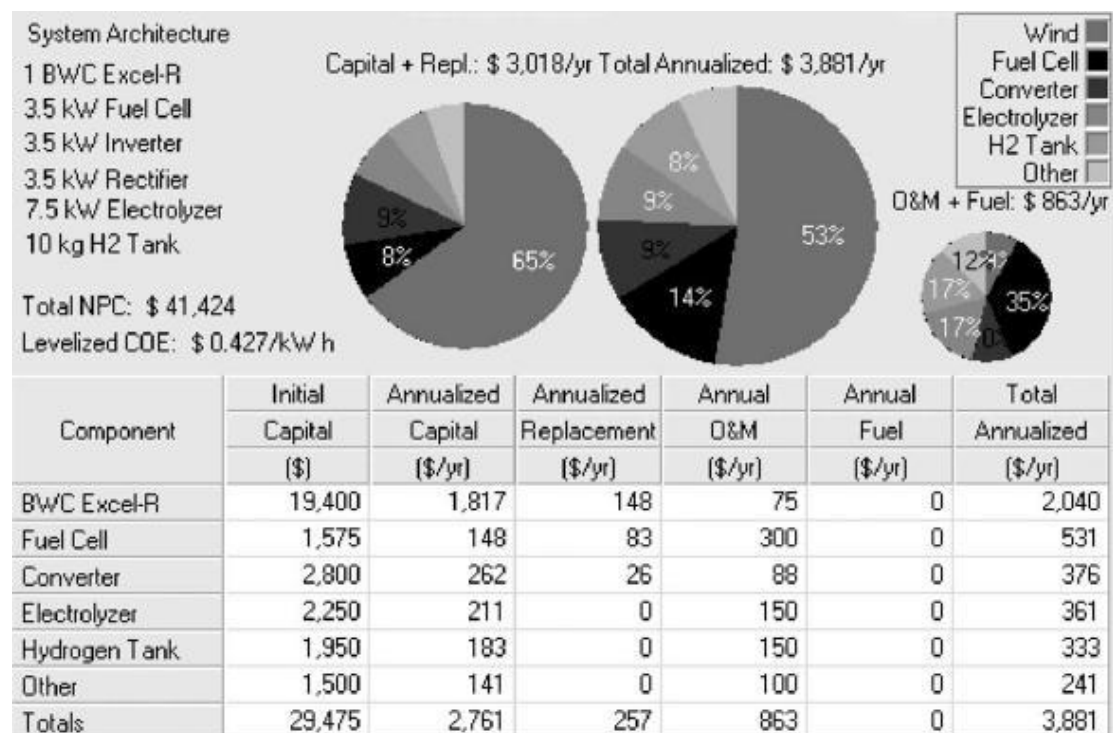 System Architecture
1 BWC Excel-R
3.5 kW Fuel Cell
3.5 kW Inverter
3.5 kW Rectifier
7.5 kW Electrolyzer
10 kg H2 Tank
Total NPC: $ 41,424
Levelized COE: $ 0.427/kW h
Capital + Repl.: $ 3,018/yr Total Annualized: $ 3,881/yr
9%
8%
65%
8%
9%
9%
14%
53%
Wind
Fuel Cell
Converter
Electrolyzer
H2 Tank
Other
O&M + Fuel: $ 863/yr
12%
17%
17%
35%
Component Initial Capital ($) Annualized Capital ($/yr) Annualized Replacement ($/yr) Annual O&M ($/yr) Annual Fuel ($/yr) Total Annualized ($/yr)
BWC Excel-R 19,400 1,817 148 75 0 2,040
Fuel Cell 1,575 148 83 300 0 531
Converter 2,800 262 26 88 0 376
Electrolyzer 2,250 211 0 150 0 361
Hydrogen Tank 1,950 183 0 150 0 333
Other 1,500 141 0 100 0 241
Totals 29,475 2,761 257 863 0 3,881